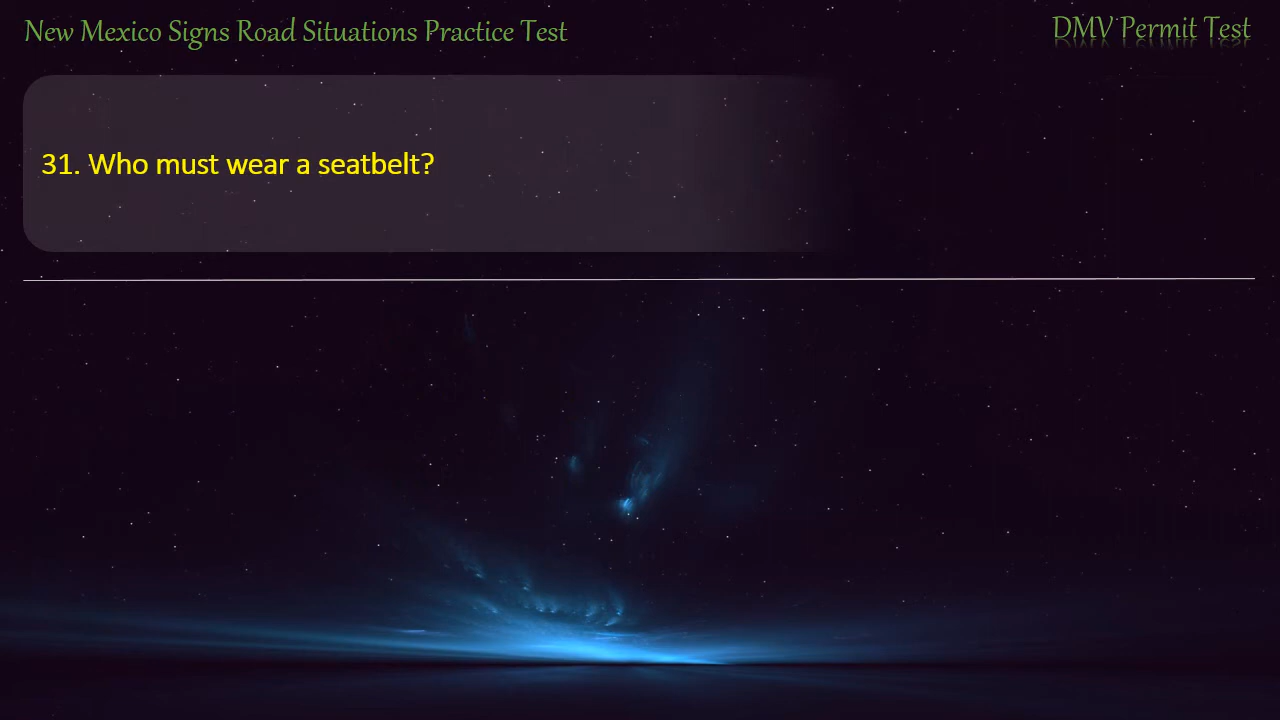 New Mexico Signs Road Situations Practice Test
DMV Permit Test
31. Who must wear a seatbelt?